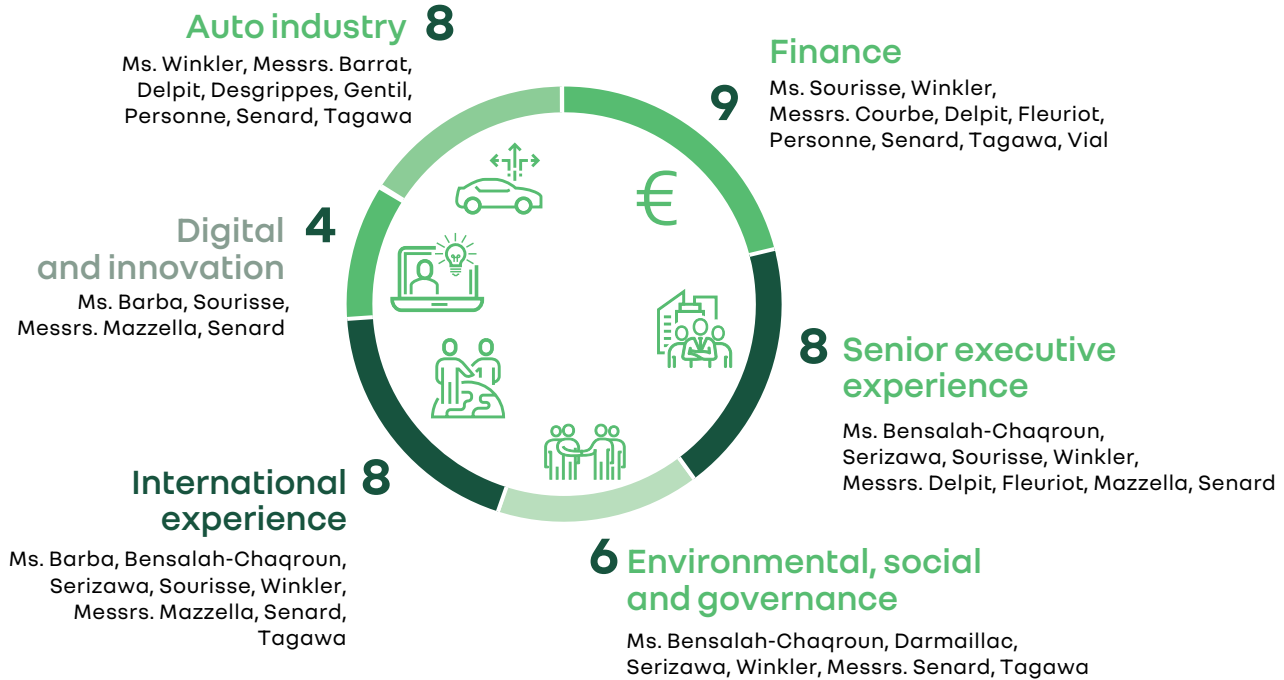 Auto industry 8
Ms. Winkler, Messrs. Barrat,
Delpit, Desgrippes, Gentil,
Personne, Senard, Tagawa
Finance
9
Ms. Sourisse, Winkler,
Messrs. Courbe, Delpit, Fleuriot,
Personne, Senard, Tagawa, Vial
€
Digital
and innovation
4
Ms. Barba, Sourisse,
Messrs. Mazzella, Senard
8 Senior executive
experience
Ms. Bensalah-Chaqroun,
Serizawa, Sourisse, Winkler,
Messrs. Delpit, Fleuriot, Mazzella, Senard
International 8
experience
Ms. Barba, Bensalah-Chaqroun,
Serizawa, Sourisse, Winkler,
Messrs. Mazzella, Senard,
Tagawa
6 Environmental, social
and governance
Ms. Bensalah-Chaqroun, Darmaillac,
Serizawa, Winkler, Messrs. Senard, Tagawa